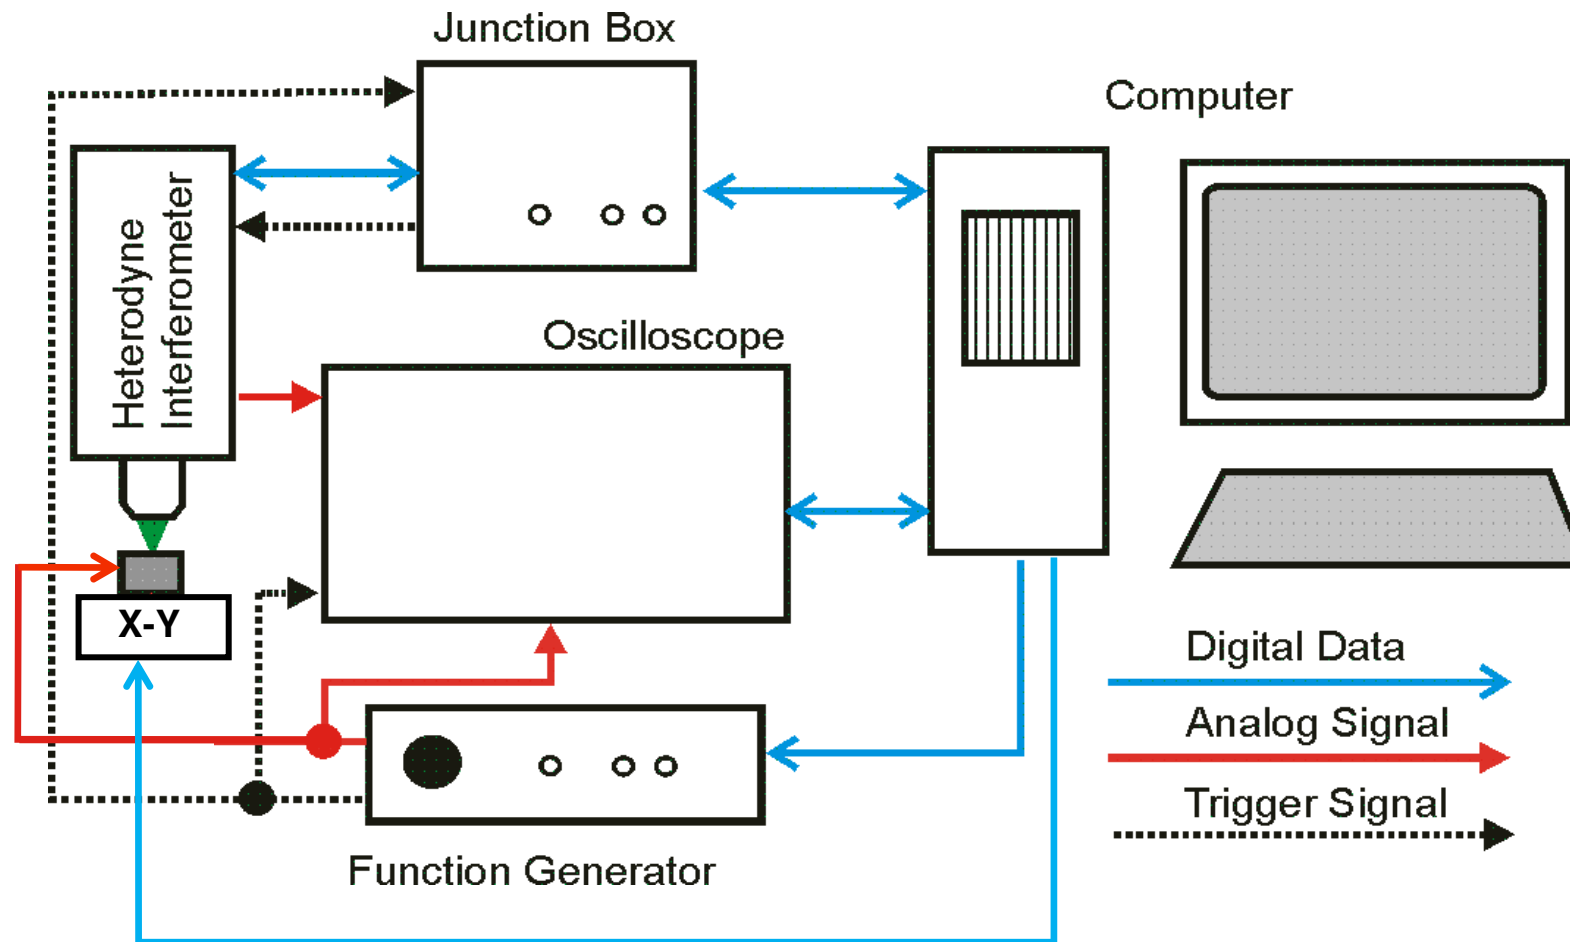 Junction Box
Computer
Heterodyne
Interferometer
Oscilloscope
X-Y
Digital Data
Analog Signal
Trigger Signal
Function Generator